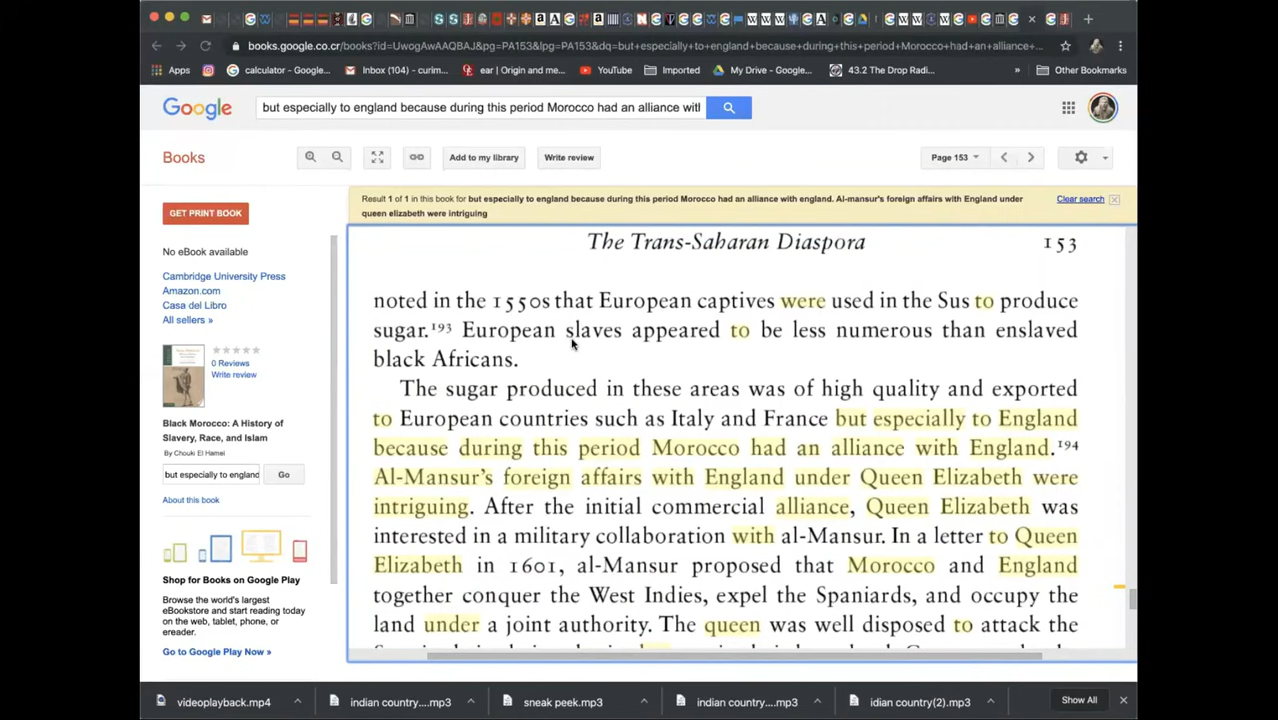 books.google.co.cr/books?id=UwogAwAAQBAJ&pg=PA153&lpg=PA153&dq=but+especially+to+england+because+during+this+period+Morocco+had+an+alliance+...
Apps
calculator - Google...
Inbox (104) - curim...
ear | Origin and me...
YouTube
Imported
My Drive - Google...
43.2 The Drop Radi...
»
Other Bookmarks
Google
but especially to england because during this period Morocco had an alliance with
Books
Add to my library
Write review
Page 153
GET PRINT BOOK
No eBook available
Cambridge University Press
Amazon.com
Casa del Libro
All sellers »
0 Reviews
Write review
Black Morocco: A History of
Slavery, Race, and Islam
By Chouki El Hamel
but especially to england
Go
About this book
Shop for Books on Google Play
Browse the world's largest
eBookstore and start reading today
on the web, tablet, phone, or
ereader.
Go to Google Play Now »
Result 1 of 1 in this book for but especially to england because during this period Morocco had an alliance with england. Al-mansur's foreign affairs with England under
queen elizabeth were intriguing
Clear search
The Trans-Saharan Diaspora 153
noted in the 1550s that European captives were used in the Sus to produce
sugar.193 European slaves appeared to be less numerous than enslaved
black Africans.
The sugar produced in these areas was of high quality and exported
to European countries such as Italy and France but especially to England
because during this period Morocco had an alliance with England.194
Al-Mansur's foreign affairs with England under Queen Elizabeth were
intriguing. After the initial commercial alliance, Queen Elizabeth was
interested in a military collaboration with al-Mansur. In a letter to Queen
Elizabeth in 1601, al-Mansur proposed that Morocco and England
together conquer the West Indies, expel the Spaniards, and occupy the
land under a joint authority. The queen was well disposed to attack the
videoplayback.mp4
indian country....mp3
sneak peek.mp3
indian country....mp3
idian country(2).mp3
Show All